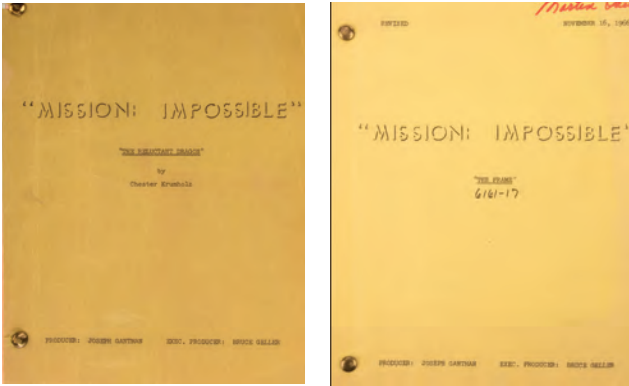 "MISSION: IMPOSSIBLE"
"THE RELUCTANT DRAGON"
by
Chester Krumholz
PRODUCER: JOSEPH GANTMAN EXEC. PRODUCER: BRUCE GELLER
REVISED NOVEMBER 18, 1966
"MISSION: IMPOSSIBLE"
"THE FRAME"
6161-17
PRODUCER: JOSEPH GANTMAN EXEC. PRODUCER: BRUCE GELLER